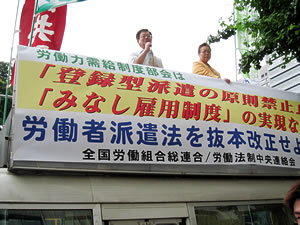 労働力需給制度部会は
「登録型派遣の原則禁止
「みなし雇用制度」の実現な
労働者派遣法を抜本改正せよ
全国労働組合総連合/労働法制中央連絡会